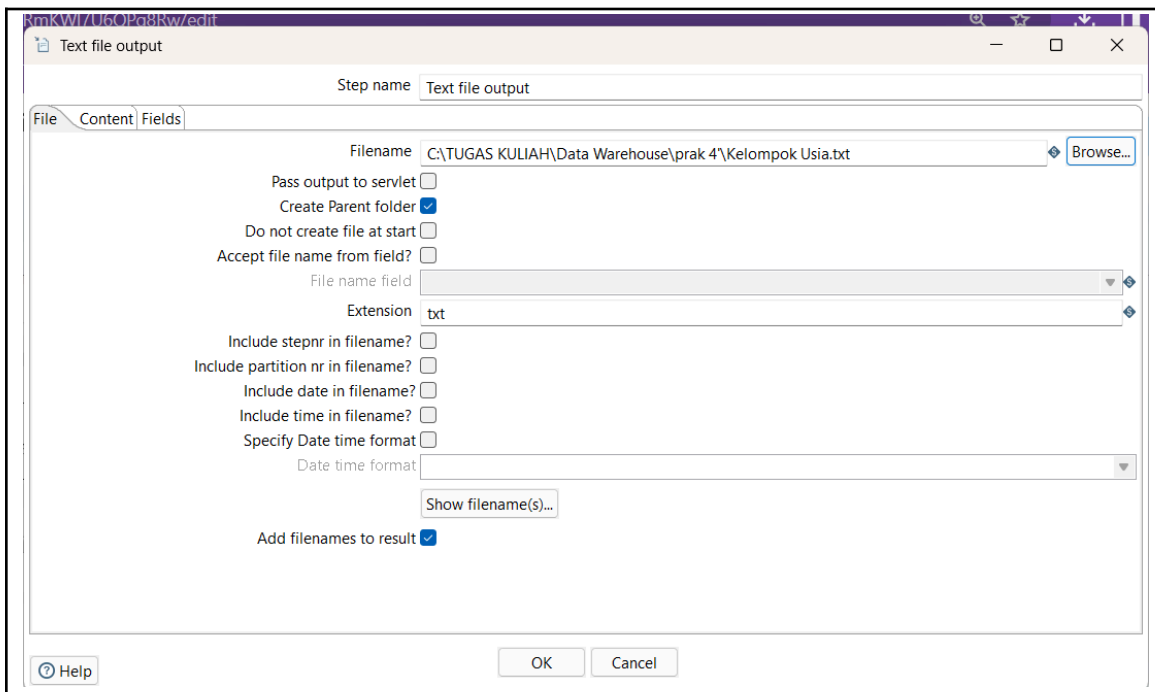 RmKWI7U6OPq8Rw/edit
Text file output
Step name Text file output
File Content Fields
Filename C:\TUGAS KULIAH\Data Warehouse\prak 4'\Kelompok Usia.txt Browse...
Pass output to servlet
Create Parent folder
Do not create file at start
Accept file name from field?
File name field
Extension txt
Include stepnr in filename?
Include partition nr in filename?
Include date in filename?
Include time in filename?
Specify Date time format
Date time format
Show filename(s)...
Add filenames to result
Help OK Cancel